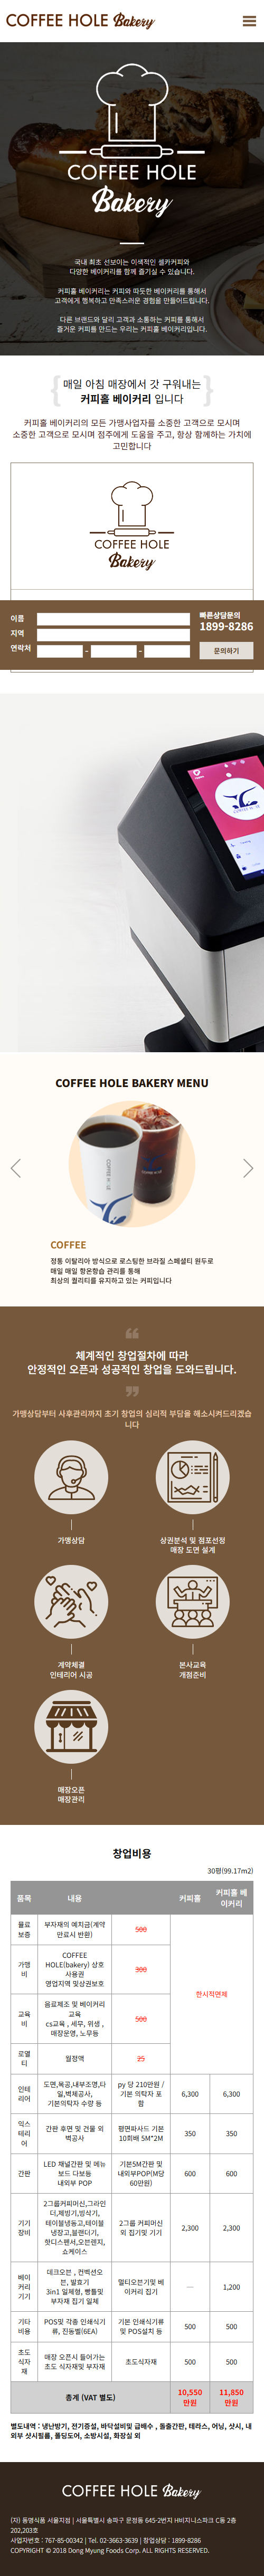 COFFEE HOLE Bakery
COFFEE HOLE
Bakery
국내 최초 선보이는 이색적인 셀카커피와
다양한 베이커리를 함께 즐기실 수 있습니다.
커피홀 베이커리는 커피와 따듯한 베이커리를 통해서
고객에게 행복하고 만족스러운 경험을 만들어드립니다.
다른 브랜드와 달리 고객과 소통하는 커피를 통해서
즐거운 커피를 만드는 우리는 커피홀 베이커리입니다.
매일 아침 매장에서 갓 구워내는
커피홀 베이커리 입니다
커피홀 베이커리의 모든 가맹사업자를 소중한 고객으로 모시며
소중한 고객으로 모시며 점주에게 도움을 주고, 항상 함께하는 가치에
고민합니다
COFFEE HOLE
Bakery
이름
지역
연락처
- -
빠른상담문의
1899-8286
문의하기
COFFEE HOLE BAKERY MENU
COFFEE
정통 이탈리아 방식으로 로스팅한 브라질 스페셜티 원두로
매일 매일 항온항습 관리를 통해
최상의 퀄리티를 유지하고 있는 커피입니다
체계적인 창업절차에 따라
안정적인 오픈과 성공적인 창업을 도와드립니다.
가맹상담부터 사후관리까지 초기 창업의 심리적 부담을 해소시켜드리겠습
니다
가맹상담
상권분석 및 점포선정
매장 도면 설계
계약체결
인테리어 시공
본사교육
개점준비
매장오픈
매장관리
창업비용
30평(99.17m2)
품목 내용 커피홀 커피홀 베
이커리
물료
보증
부자재의 예치금(계약
만료시 반환)
500
가맹
비
COFFEE
HOLE(bakery) 상호
사용권
영업지역 및상권보호
300
한시적면제
교육
비
음료제조 및 베이커리
교육
cs교육 , 세무, 위생 ,
매장운영, 노무등
500
로열
티
월정액
25
인테
리어
도면,목공,내부조명,타
일,벽체공사,
기본의탁자 수량 등
py 당 210만원 /
기본 의탁자 포
함
6,300 6,300
익스
테리
어
간판 후면 및 건물 외
벽공사
평면파사드 기본
10회배 5M*2M
350 350
간판
LED 채널간판 및 메뉴
보드 다보등
내외부 POP
기본5M간판 및
내외부POP(M당
60만원)
600 600
기기
장비
2그룹커피머신,그라인
더,제빙기,빙삭기,
테이블냉동고,테이블
냉장고,블랜더기,
핫디스펜서,오븐렌지,
쇼케이스
2그룹 커피머신
외 집기및 기기
2,300 2,300
베이
커리
기기
데크오븐 , 컨벡션오
븐, 발효기
3in1 일체형, 빵틀및
부자재 집기 일체
멀티오븐기및 베
이커리 집기
— 1,200
기타
비용
POS및 각종 인쇄식기
류, 진동벨(6EA)
기본 인쇄식기류
및 POS설치 등
500 500
초도
식자
재
매장 오픈시 들어가는
초도 식자재및 부자재
초도식자재
500 500
총계 (VAT 별도)
10,550
만원
11,850
만원
별도내역 : 냉난방기, 전기증설, 바닥설비및 급배수 , 돌출간판, 테라스, 어닝, 샷시, 내
외부 샷시필름, 폴딩도어, 소방시설, 화장실 외
COFFEE HOLE Bakery
(자) 동명식품 서울지점 | 서울특별시 송파구 문정동 645-2번지 H비지니스파크 C동 2층
202,203호
사업자번호 : 767-85-00342 | Tel. 02-3663-3639 | 창업상담 : 1899-8286
COPYRIGHT © 2018 Dong Myung Foods Corp. ALL RIGHTS RESERVED.